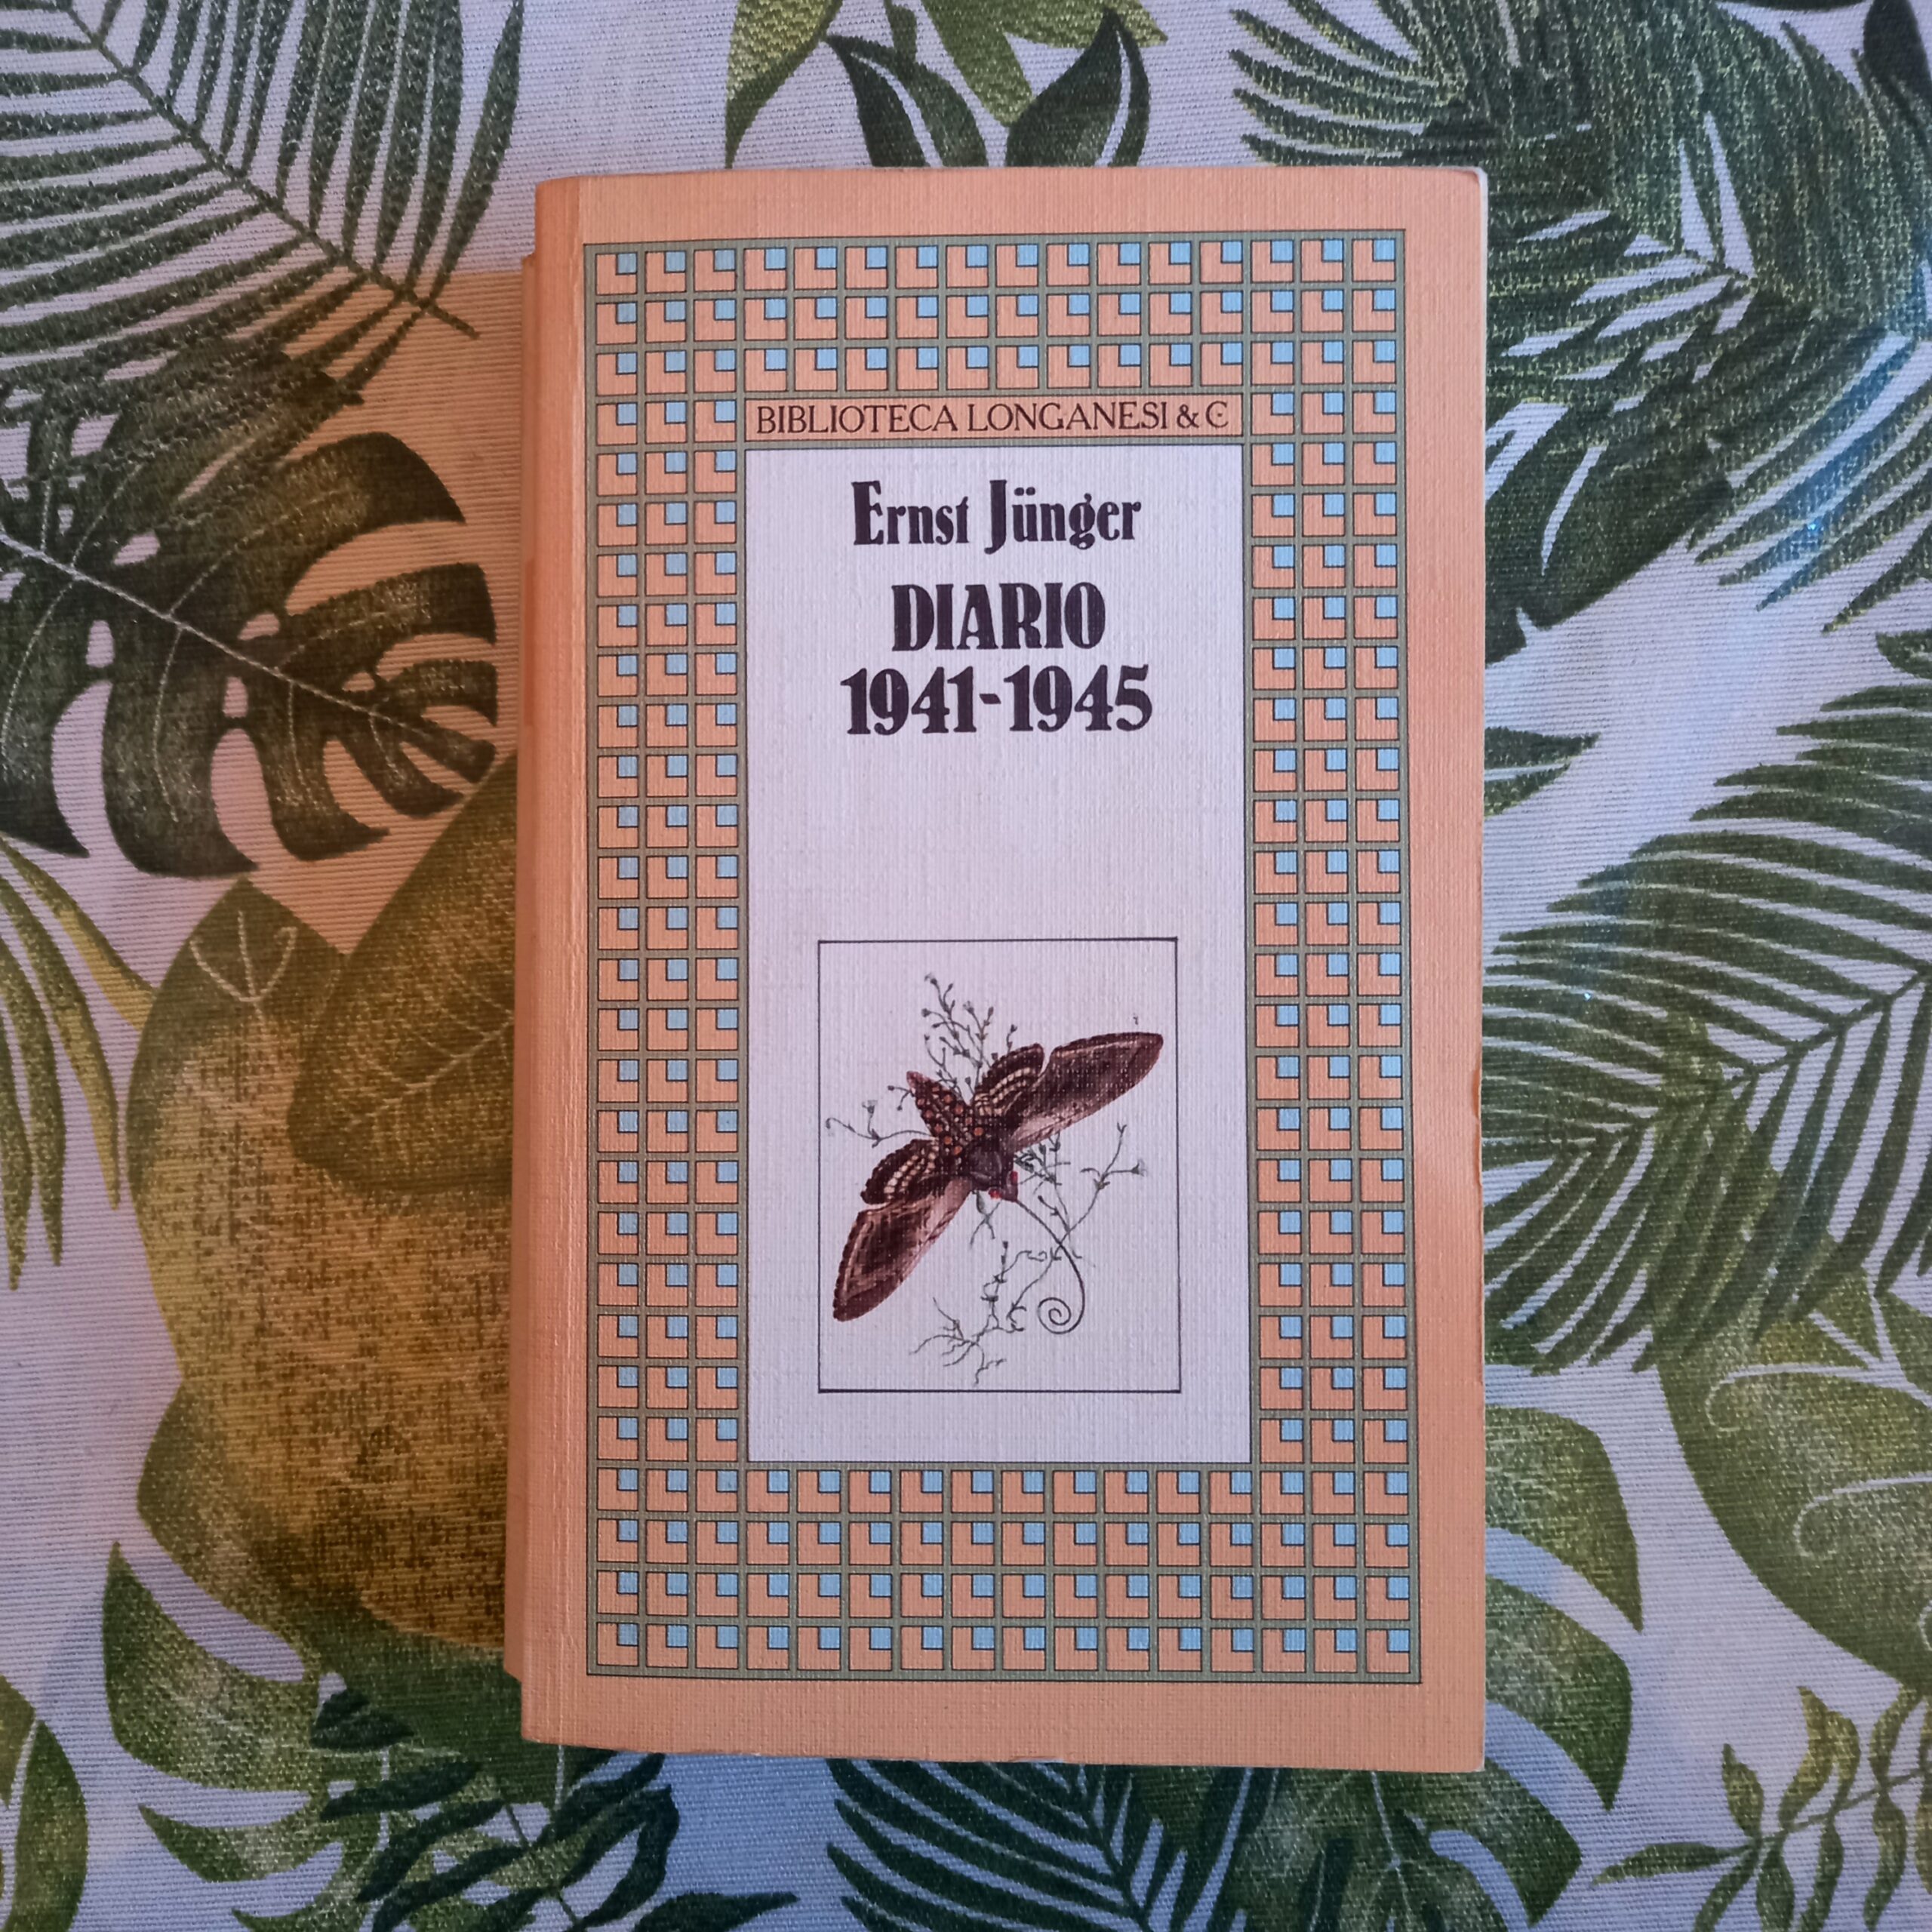 BIBLIOTECA LONGANESI & C.
Ernst Jünger
DIARIO
1941-1945